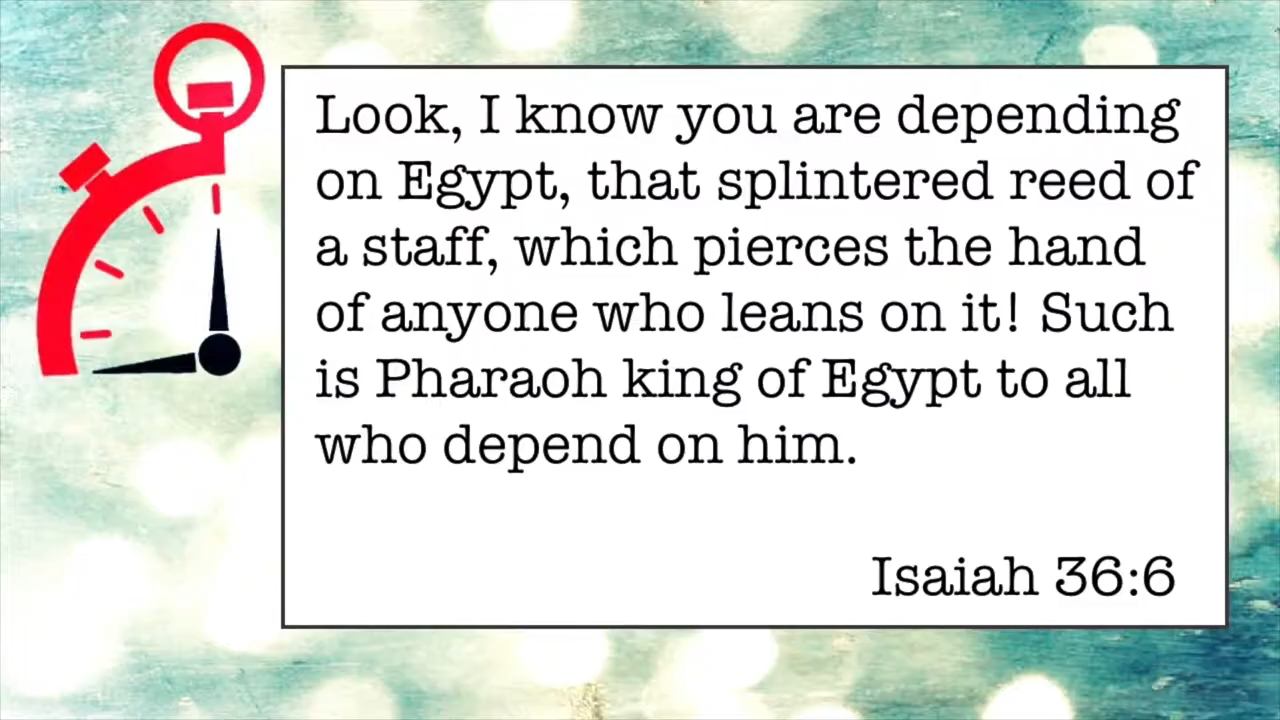 Look, I know you are depending
on Egypt, that splintered reed of
a staff, which pierces the hand
of anyone who leans on it! Such
is Pharaoh king of Egypt to all
who depend on him.
Isaiah 36:6